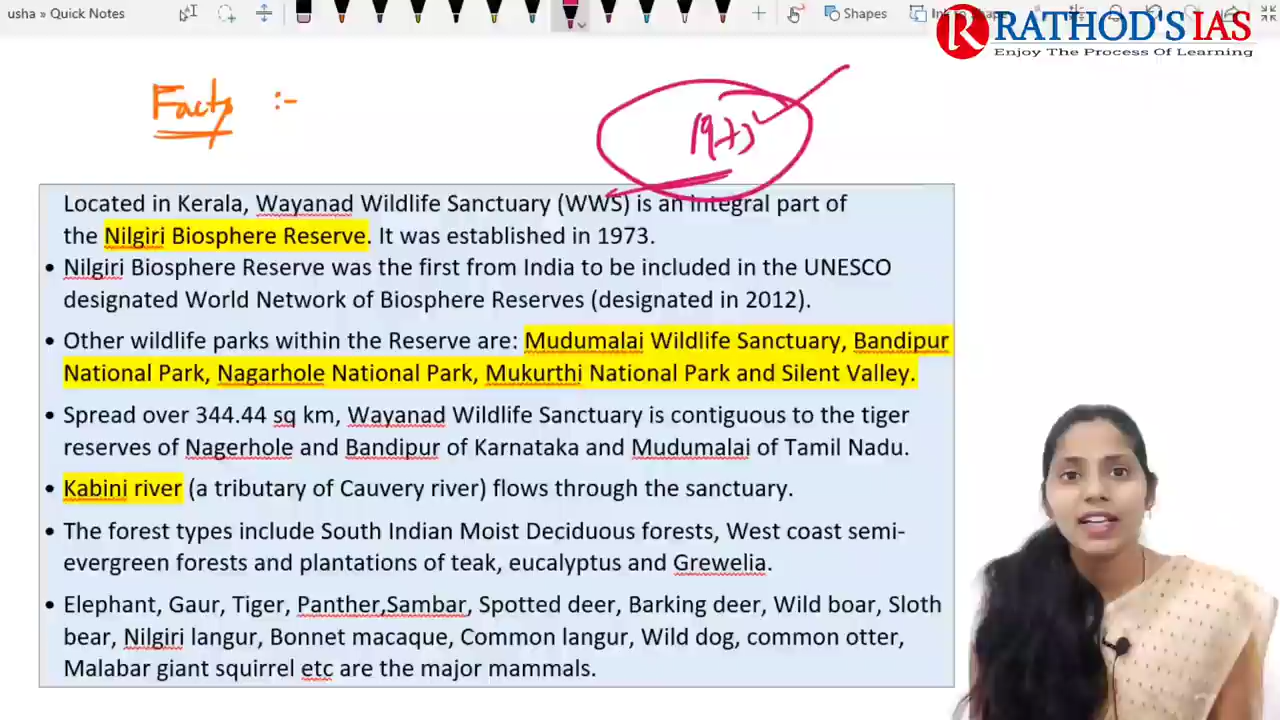 usha » Quick Notes
Shapes
RATHOD'S IAS
Enjoy The Process Of Learning
Facts :-
1973
Located in Kerala, Wayanad Wildlife Sanctuary (WWS) is an integral part of
the Nilgiri Biosphere Reserve. It was established in 1973.
• Nilgiri Biosphere Reserve was the first from India to be included in the UNESCO
designated World Network of Biosphere Reserves (designated in 2012).
• Other wildlife parks within the Reserve are: Mudumalai Wildlife Sanctuary, Bandipur
National Park, Nagarhole National Park, Mukurthi National Park and Silent Valley.
• Spread over 344.44 sq km, Wayanad Wildlife Sanctuary is contiguous to the tiger
reserves of Nagerhole and Bandipur of Karnataka and Mudumalai of Tamil Nadu.
• Kabini river (a tributary of Cauvery river) flows through the sanctuary.
• The forest types include South Indian Moist Deciduous forests, West coast semi-
evergreen forests and plantations of teak, eucalyptus and Grewelia.
• Elephant, Gaur, Tiger, Panther,Sambar, Spotted deer, Barking deer, Wild boar, Sloth
bear, Nilgiri langur, Bonnet macaque, Common langur, Wild dog, common otter,
Malabar giant squirrel etc are the major mammals.